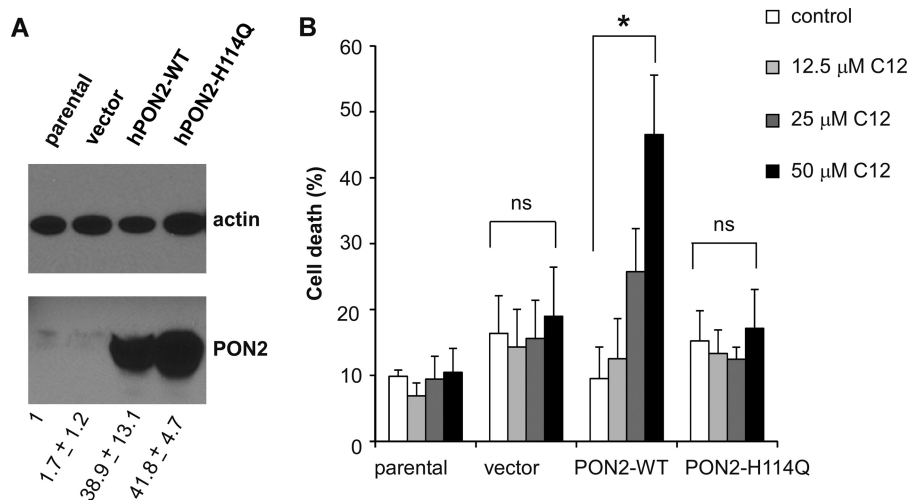 A
parental
vector
hPON2-WT
hPON2-H114Q
actin
PON2
1
1.7 ± 1.2
38.9 ± 13.1
41.8 ± 4.7
B
Cell death (%)
60
50
40
30
20
10
0
ns
*
ns
parental
vector
PON2-WT
PON2-H114Q
control
12.5 µM C12
25 µM C12
50 µM C12